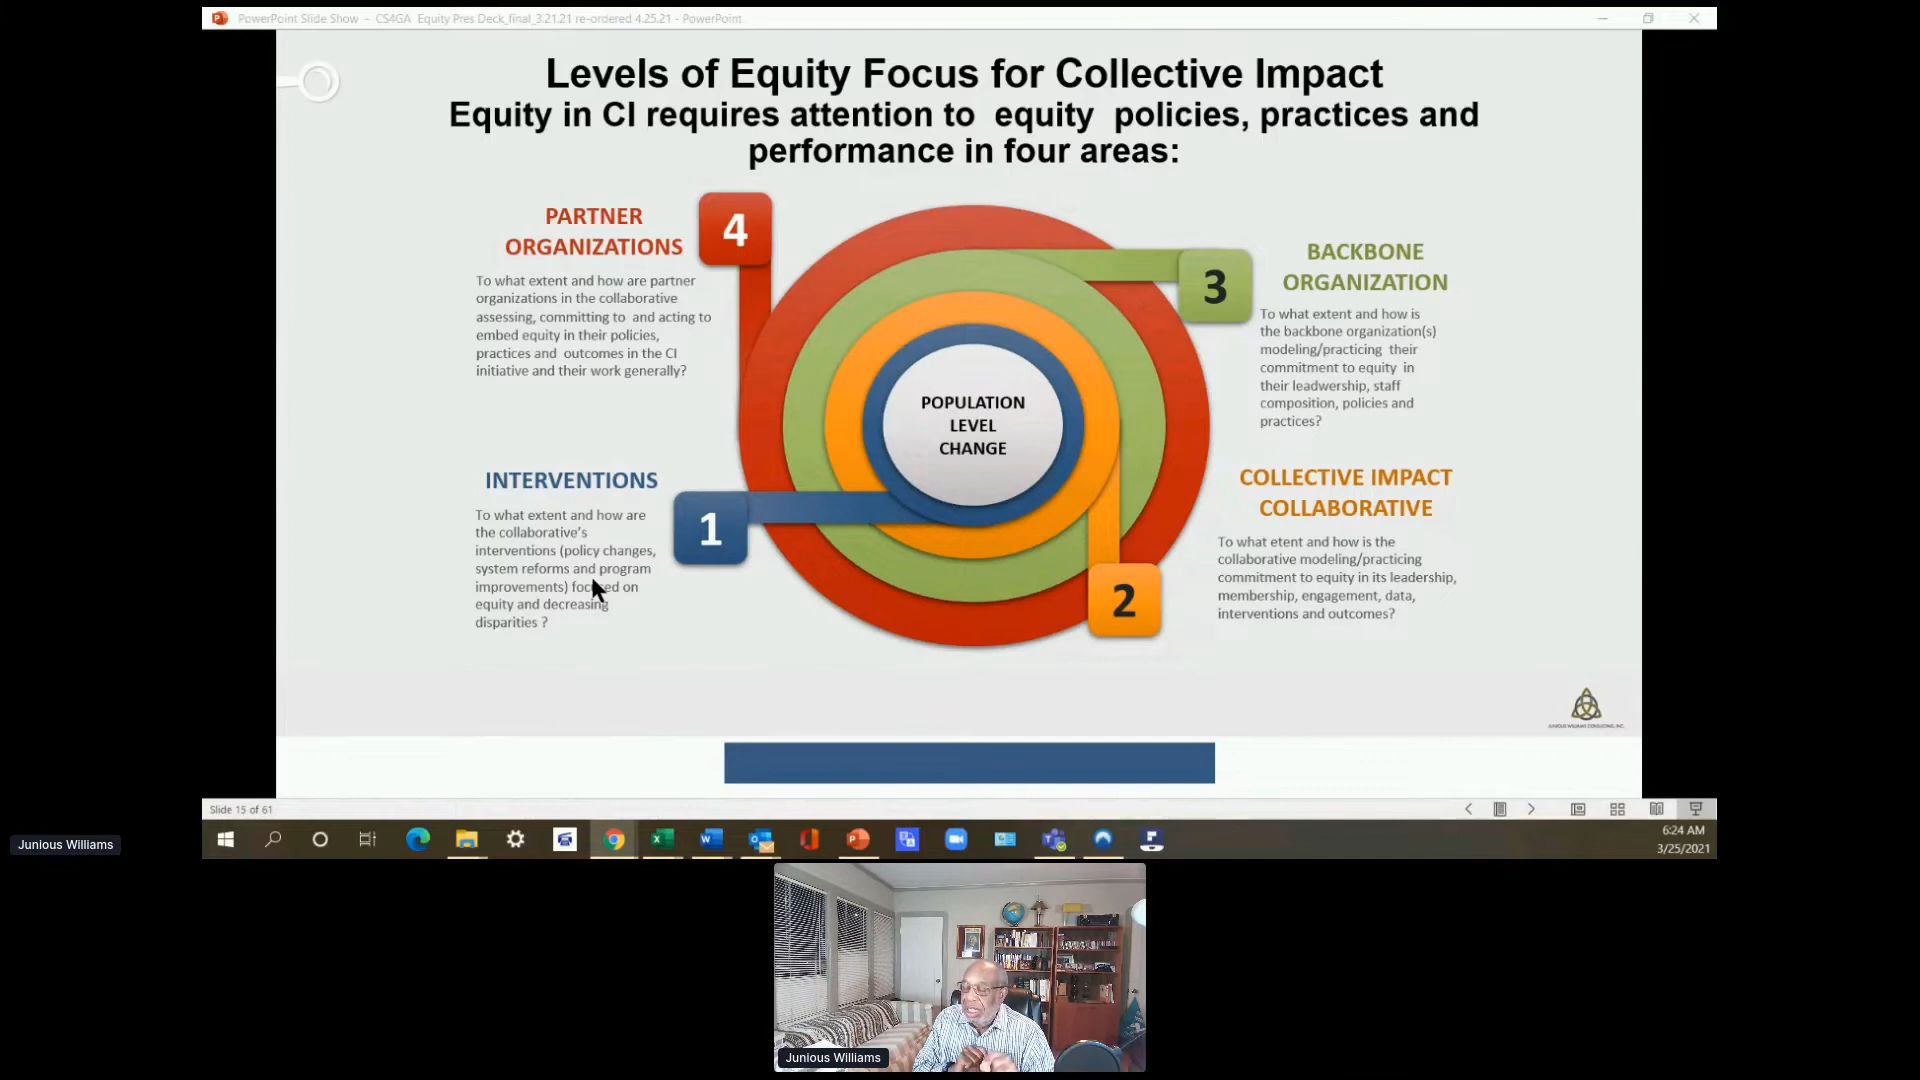 PowerPoint Slide Show - CS4GA Equity Pres Deck_final_3.21.21 re-ordered 4.25.21 - PowerPoint
Levels of Equity Focus for Collective Impact
Equity in CI requires attention to equity policies, practices and
performance in four areas:
PARTNER
ORGANIZATIONS
4
To what extent and how are partner
organizations in the collaborative
assessing, committing to and acting to
embed equity in their policies,
practices and outcomes in the CI
initiative and their work generally?
3
BACKBONE
ORGANIZATION
To what extent and how is
the backbone organization(s)
modeling/practicing their
commitment to equity in
their leadwership, staff
composition, policies and
practices?
POPULATION
LEVEL
CHANGE
INTERVENTIONS
1
To what extent and how are
the collaborative's
interventions (policy changes,
system reforms and program
improvements) focused on
equity and decreasing
disparities ?
2
COLLECTIVE IMPACT
COLLABORATIVE
To what etent and how is the
collaborative modeling/practicing
commitment to equity in its leadership,
membership, engagement, data,
interventions and outcomes?
JUNIOUS WILLIAMS CONSULTING, INC.
Slide 15 of 61
6:24 AM
3/25/2021
Junious Williams
Junious Williams